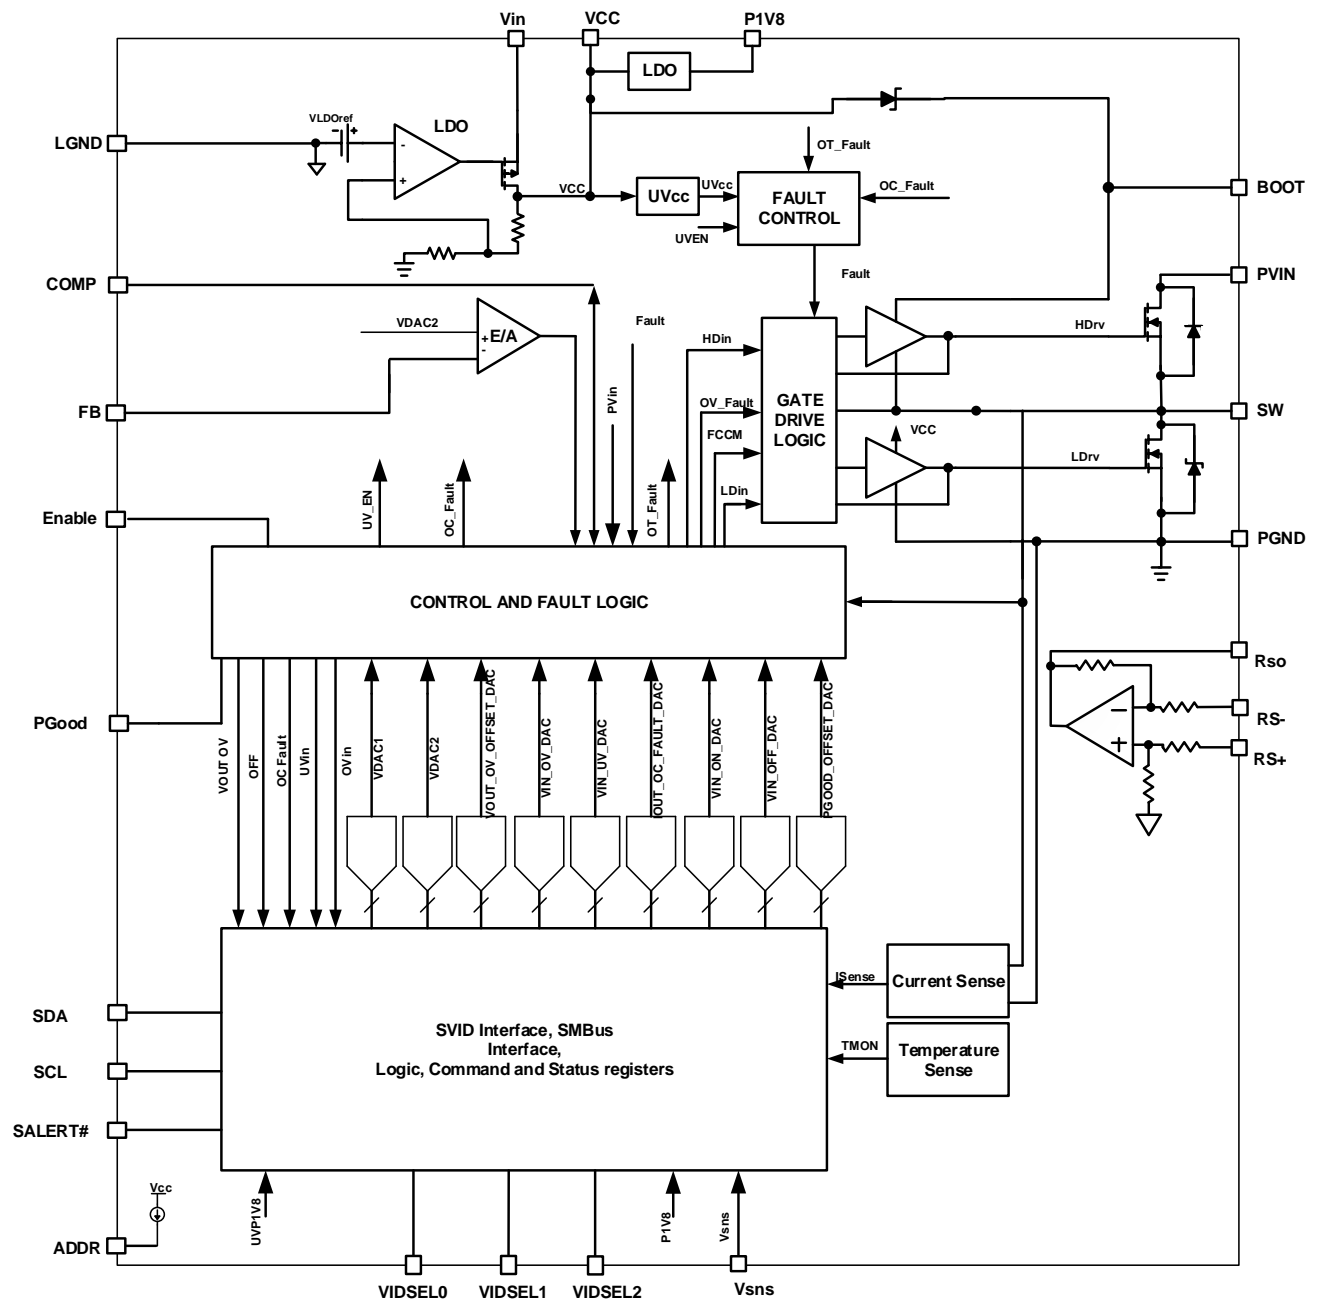 Vin
VCC
P1V8
LDO
VLDOref
- +
LDO
-
+
LGND
OT_Fault
VCC
UVcc
UVcc
FAULT
CONTROL
OC_Fault
UVEN
BOOT
COMP
Fault
PVIN
VDAC2
+
-
E/A
Fault
HDin
HDrv
FB
PVin
OV_Fault
GATE
DRIVE
LOGIC
SW
FCCM
VCC
LDrv
UV_EN
OC_Fault
OT_Fault
LDin
Enable
PGND
CONTROL AND FAULT LOGIC
Rso
PGood
RS-
RS+
−
+
VOUT OV
OFF
OC Fault
UVin
OVin
VDAC1
VDAC2
VOUT_OV_OFFSET_DAC
VIN_OV_DAC
VIN_UV_DAC
IOUT_OC_FAULT_DAC
VIN_ON_DAC
VIN_OFF_DAC
PGOOD_OFFSET_DAC
ISense
Current Sense
SDA
SVID Interface, SMBus
Interface,
Logic, Command and Status registers
TMON
Temperature
Sense
SCL
SALERT#
Vcc
UVP1V8
P1V8
Vsns
ADDR
VIDSEL0
VIDSEL1
VIDSEL2
Vsns